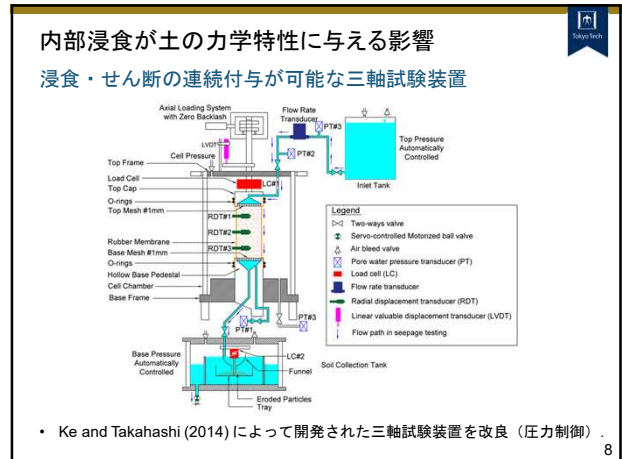 Tokyo Tech
内部浸食が土の力学特性に与える影響
浸食・せん断の連続付与が可能な三軸試験装置
Axial Loading System
with Zero Backlash
Flow Rate
Transducer
PT#3
LVDT
Cell Pressure
PT#2
Top Pressure
Automatically
Controlled
Top Frame
Load Cell
LC#1
Inlet Tank
Top Cap
O-rings
Top Mesh #1mm
RDT#1
RDT#2
Rubber Membrane
RDT#3
Base Mesh #1mm
O-rings
Hollow Base Pedestal
Cell Chamber
Base Frame
PT#3
PT#1
Legend
Two-ways valve
Servo-controlled Motorized ball valve
Air bleed valve
Pore water pressure transducer (PT)
Load cell (LC)
Flow rate transducer
Radial displacement transducer (RDT)
Linear valuable displacement transducer (LVDT)
Flow path in seepage testing
Base Pressure
Automatically
Controlled
LC#2
Funnel
Soil Collection Tank
Eroded Particles
Tray
• Ke and Takahashi (2014) によって開発された三軸試験装置を改良（圧力制御）.
8